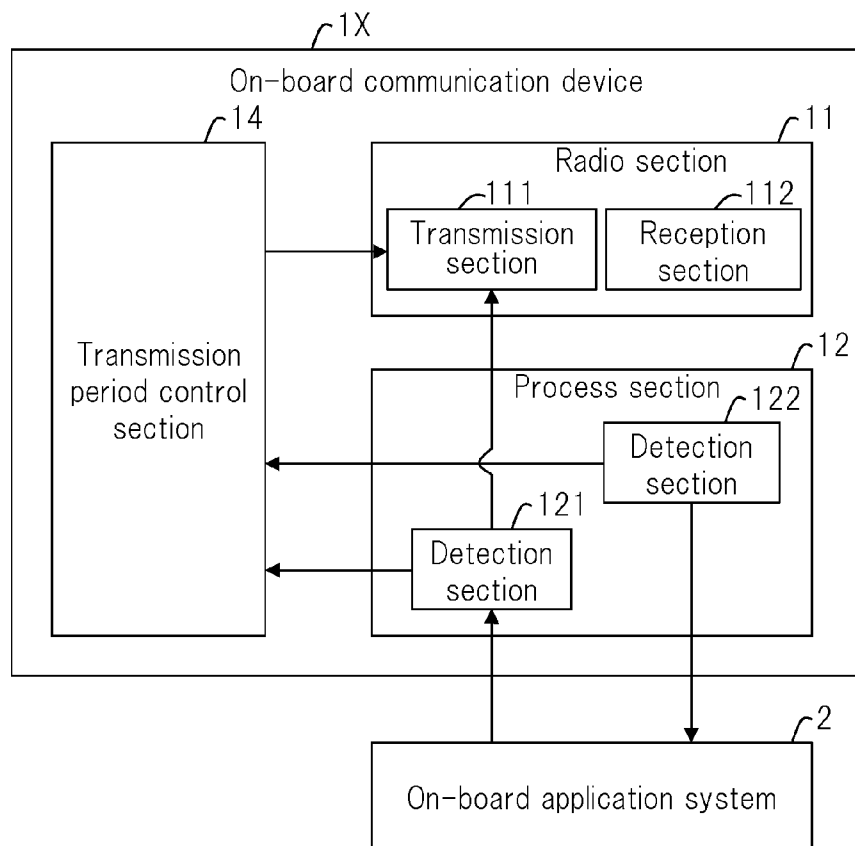 1X
On-board communication device
14
11
Radio section
111
112
Transmission
section
Reception
section
Transmission
period control
section
12
Process section
122
Detection
section
121
Detection
section
2
On-board application system